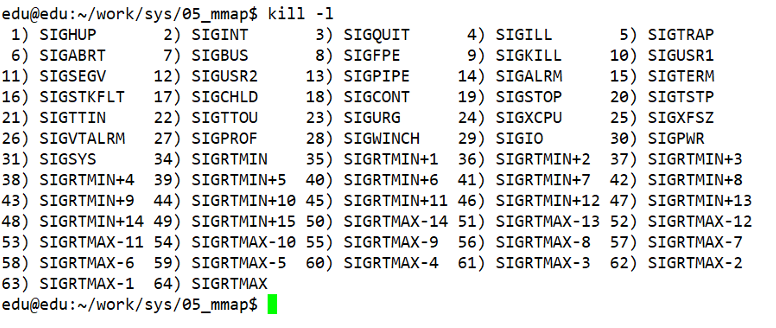 edu@edu:~/work/sys/05_mmap$ kill -l
 1) SIGHUP       2) SIGINT       3) SIGQUIT      4) SIGILL       5) SIGTRAP
 6) SIGABRT      7) SIGBUS       8) SIGFPE       9) SIGKILL     10) SIGUSR1
11) SIGSEGV     12) SIGUSR2     13) SIGPIPE     14) SIGALRM     15) SIGTERM
16) SIGSTKFLT   17) SIGCHLD     18) SIGCONT     19) SIGSTOP     20) SIGTSTP
21) SIGTTIN     22) SIGTTOU     23) SIGURG      24) SIGXCPU     25) SIGXFSZ
26) SIGVTALRM   27) SIGPROF     28) SIGWINCH    29) SIGIO       30) SIGPWR
31) SIGSYS      34) SIGRTMIN    35) SIGRTMIN+1  36) SIGRTMIN+2  37) SIGRTMIN+3
38) SIGRTMIN+4  39) SIGRTMIN+5  40) SIGRTMIN+6  41) SIGRTMIN+7  42) SIGRTMIN+8
43) SIGRTMIN+9  44) SIGRTMIN+10 45) SIGRTMIN+11 46) SIGRTMIN+12 47) SIGRTMIN+13
48) SIGRTMIN+14 49) SIGRTMIN+15 50) SIGRTMAX-14 51) SIGRTMAX-13 52) SIGRTMAX-12
53) SIGRTMAX-11 54) SIGRTMAX-10 55) SIGRTMAX-9  56) SIGRTMAX-8  57) SIGRTMAX-7
58) SIGRTMAX-6  59) SIGRTMAX-5  60) SIGRTMAX-4  61) SIGRTMAX-3  62) SIGRTMAX-2
63) SIGRTMAX-1  64) SIGRTMAX
edu@edu:~/work/sys/05_mmap$